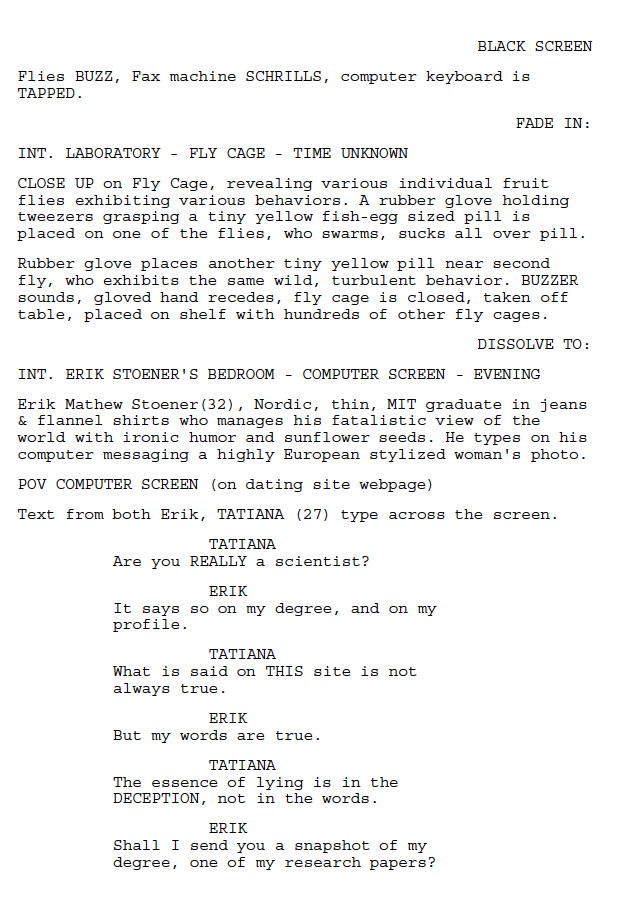 BLACK SCREEN
Flies BUZZ, Fax machine SCHRILLS, computer keyboard is
TAPPED.
FADE IN:
INT. LABORATORY - FLY CAGE - TIME UNKNOWN
CLOSE UP on Fly Cage, revealing various individual fruit
flies exhibiting various behaviors. A rubber glove holding
tweezers grasping a tiny yellow fish-egg sized pill is
placed on one of the flies, who swarms, sucks all over pill.
Rubber glove places another tiny yellow pill near second
fly, who exhibits the same wild, turbulent behavior. BUZZER
sounds, gloved hand recedes, fly cage is closed, taken off
table, placed on shelf with hundreds of other fly cages.
DISSOLVE TO:
INT. ERIK STOENER'S BEDROOM - COMPUTER SCREEN - EVENING
Erik Mathew Stoener(32), Nordic, thin, MIT graduate in jeans
& flannel shirts who manages his fatalistic view of the
world with ironic humor and sunflower seeds. He types on his
computer messaging a highly European stylized woman's photo.
POV COMPUTER SCREEN (on dating site webpage)
Text from both Erik, TATIANA (27) type across the screen.
TATIANA
Are you REALLY a scientist?
ERIK
It says so on my degree, and on my
profile.
TATIANA
What is said on THIS site is not
always true.
ERIK
But my words are true.
TATIANA
The essence of lying is in the
DECEPTION, not in the words.
ERIK
Shall I send you a snapshot of my
degree, one of my research papers?